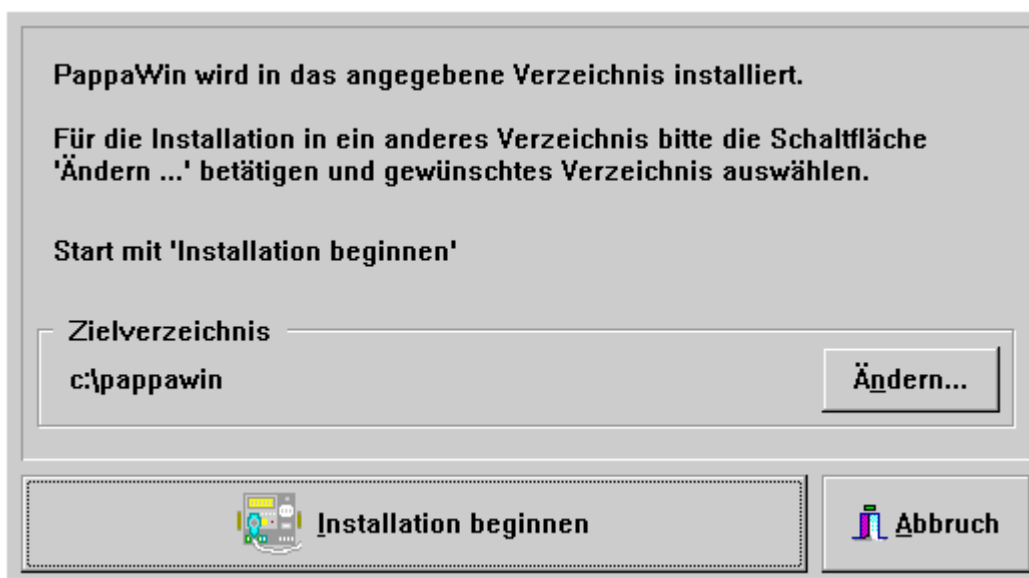 PappaWin wird in das angegebene Verzeichnis installiert.
Für die Installation in ein anderes Verzeichnis bitte die Schaltfläche
'Ändern ...' betätigen und gewünschtes Verzeichnis auswählen.
Start mit 'Installation beginnen'
Zielverzeichnis
c:\pappawin
Ändern...
Installation beginnen
Abbruch